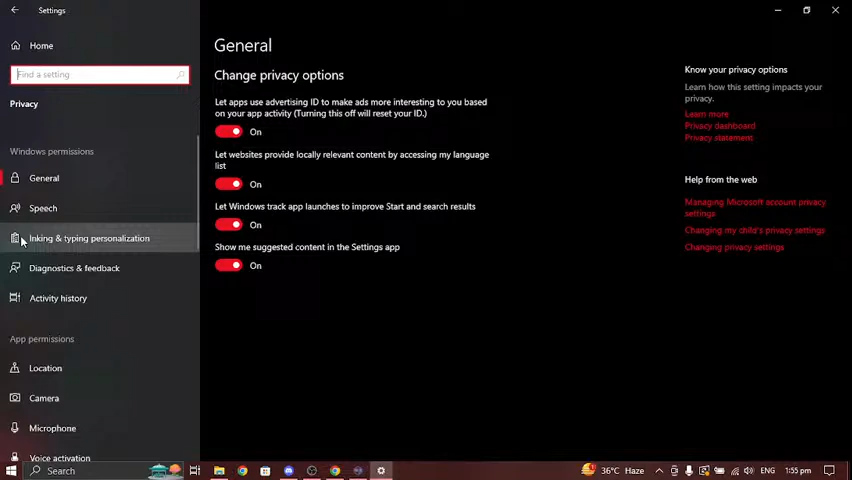 Settings
Home
Find a setting
Privacy
Windows permissions
General
Speech
Inking & typing personalization
Diagnostics & feedback
Activity history
App permissions
Location
Camera
Microphone
Voice activation
General
Change privacy options
Let apps use advertising ID to make ads more interesting to you based
on your app activity (Turning this off will reset your ID.)
On
Let websites provide locally relevant content by accessing my language
list
On
Let Windows track app launches to improve Start and search results
On
Show me suggested content in the Settings app
On
Know your privacy options
Learn how this setting impacts your
privacy.
Learn more
Privacy dashboard
Privacy statement
Help from the web
Managing Microsoft account privacy
settings
Changing my child's privacy settings
Changing privacy settings
Search
36°C Haze
ENG
1:55 pm